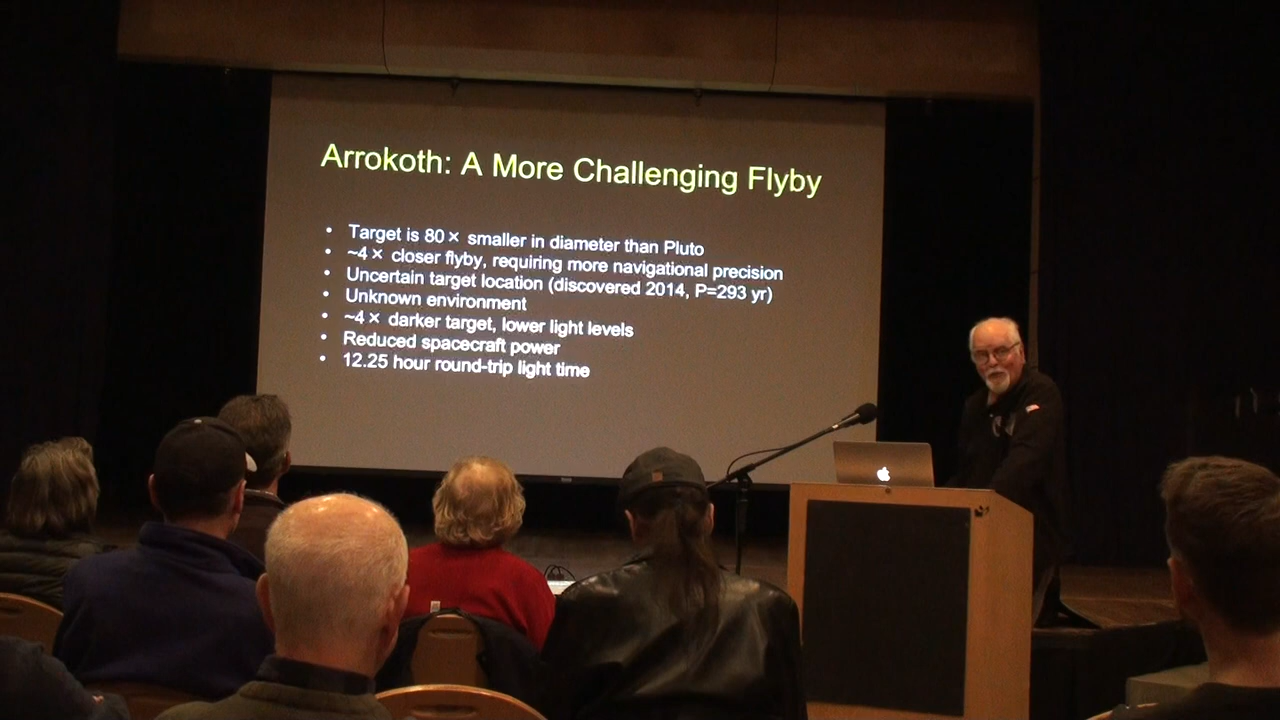 Arrokoth: A More Challenging Flyby
• Target is 80× smaller in diameter than Pluto
• ~4× closer flyby, requiring more navigational precision
• Uncertain target location (discovered 2014, P=293 yr)
• Unknown environment
• ~4× darker target, lower light levels
• Reduced spacecraft power
• 12.25 hour round-trip light time